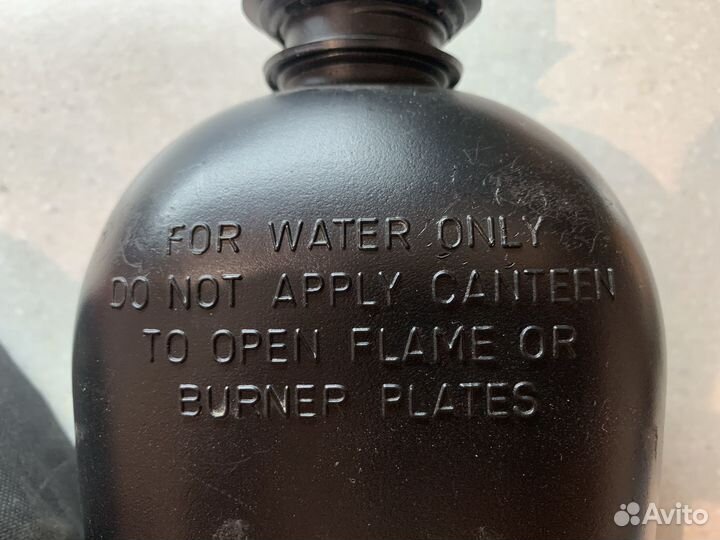 FOR WATER ONLY
DO NOT APPLY CANTEEN
TO OPEN FLAME OR
BURNER PLATES
Avito